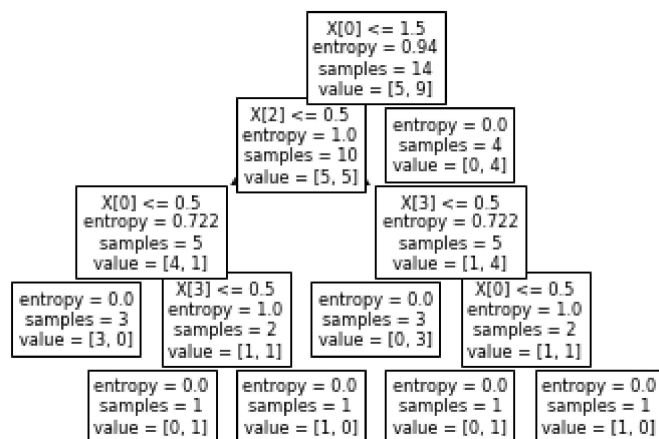 X[0] <= 1.5
entropy = 0.94
samples = 14
value = [5, 9]
X[2] <= 0.5
entropy = 1.0
samples = 10
value = [5, 5]
entropy = 0.0
samples = 4
value = [0, 4]
X[0] <= 0.5
entropy = 0.722
samples = 5
value = [4, 1]
X[3] <= 0.5
entropy = 0.722
samples = 5
value = [1, 4]
entropy = 0.0
samples = 3
value = [3, 0]
X[3] <= 0.5
entropy = 1.0
samples = 2
value = [1, 1]
entropy = 0.0
samples = 3
value = [0, 3]
X[0] <= 0.5
entropy = 1.0
samples = 2
value = [1, 1]
entropy = 0.0
samples = 1
value = [0, 1]
entropy = 0.0
samples = 1
value = [1, 0]
entropy = 0.0
samples = 1
value = [0, 1]
entropy = 0.0
samples = 1
value = [1, 0]